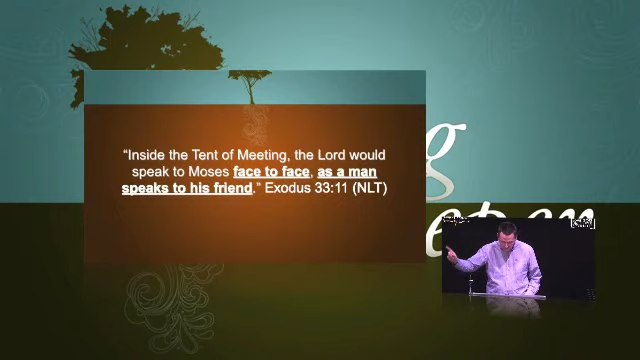 “Inside the Tent of Meeting, the Lord would
speak to Moses face to face, as a man
speaks to his friend.” Exodus 33:11 (NLT)